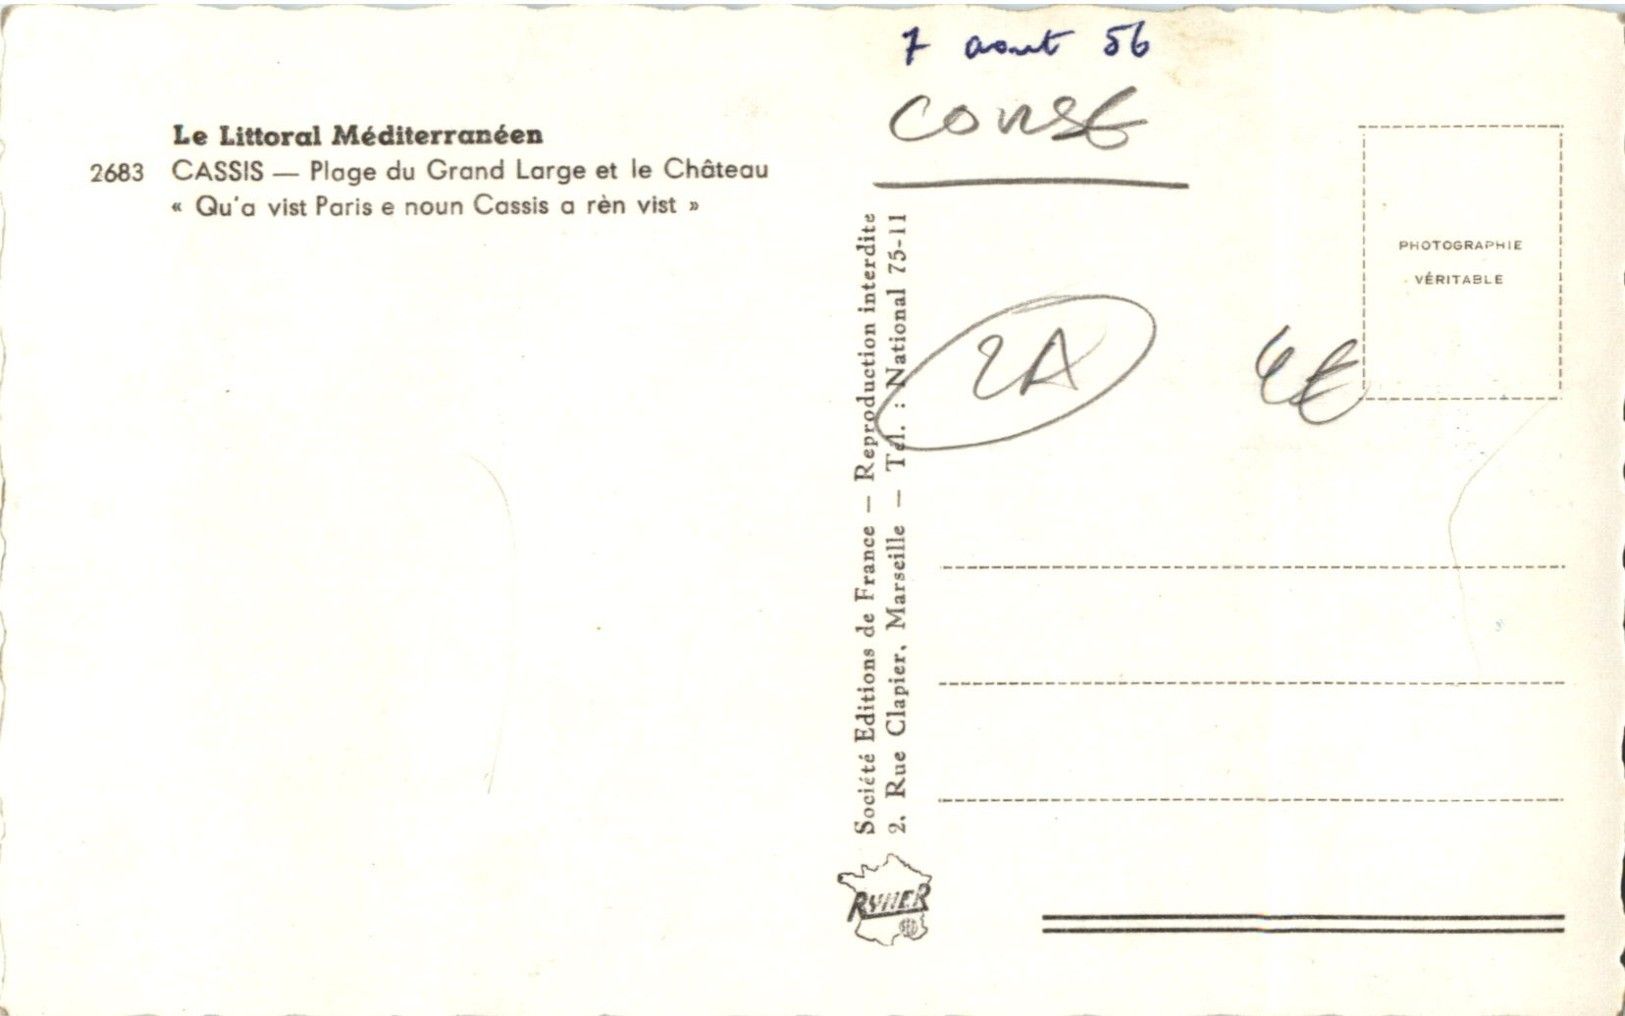 7 aout 56
CORSE
Le Littoral Méditerranéen
2683 CASSIS — Plage du Grand Large et le Château
« Qu'a vist Paris e noun Cassis a rèn vist »
PHOTOGRAPHIE
VÉRITABLE
2A
4€
Société Editions de France — Reproduction interdite
2. Rue Clapier, Marseille — Tél. : National 75-11
RYNER